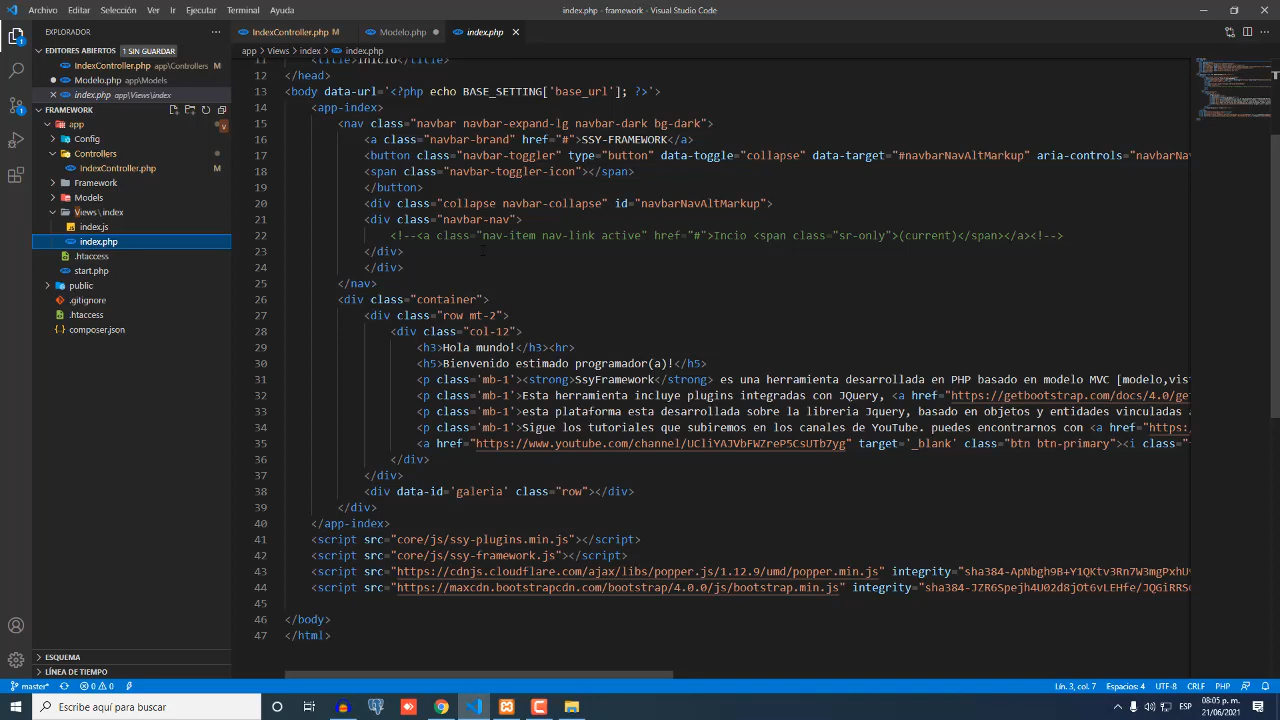 Archivo Editar Selección Ver Ir Ejecutar Terminal Ayuda
index.php - framework - Visual Studio Code
EXPLORADOR
IndexController.php M
Modelo.php
index.php
EDITORES ABIERTOS 1 SIN GUARDAR
app > Views > index > index.php
IndexController.php app\Controllers M
Modelo.php app\Models
index.php app\Views\index
FRAMEWORK
app
Config
Controllers
IndexController.php M
Framework
Models
Views\index
index.js
index.php
.htaccess
start.php
public
.gitignore
.htaccess
composer.json
ESQUEMA
LÍNEA DE TIEMPO
11 <title>Inicio</title>
12 </head>
13 <body data-url='<?php echo BASE_SETTING['base_url']; ?>'>
14 <app-index>
15 <nav class="navbar navbar-expand-lg navbar-dark bg-dark">
16 <a class="navbar-brand" href="#">SSY-FRAMEWORK</a>
17 <button class="navbar-toggler" type="button" data-toggle="collapse" data-target="#navbarNavAltMarkup" aria-controls="navbarNa
18 <span class="navbar-toggler-icon"></span>
19 </button>
20 <div class="collapse navbar-collapse" id="navbarNavAltMarkup">
21 <div class="navbar-nav">
22 <!--<a class="nav-item nav-link active" href="#">Incio <span class="sr-only">(current)</span></a><!-->
23 </div>
24 </div>
25 </nav>
26 <div class="container">
27 <div class="row mt-2">
28 <div class="col-12">
29 <h3>Hola mundo!</h3><hr>
30 <h5>Bienvenido estimado programador(a)!</h5>
31 <p class='mb-1'><strong>SsyFramework</strong> es una herramienta desarrollada en PHP basado en modelo MVC [modelo,vist
32 <p class='mb-1'>Esta herramienta incluye plugins integradas con JQuery, <a href="https://getbootstrap.com/docs/4.0/ge
33 <p class='mb-1'>esta plataforma esta desarrollada sobre la libreria Jquery, basado en objetos y entidades vinculadas a
34 <p class='mb-1'>Sigue los tutoriales que subiremos en los canales de YouTube. puedes encontrarnos con <a href="https:
35 <a href="https://www.youtube.com/channel/UCliYAJVbFWZreP5CsUTb7yg" target='_blank' class="btn btn-primary"><i class="
36 </div>
37 </div>
38 <div data-id='galeria' class="row"></div>
39 </div>
40 </app-index>
41 <script src="core/js/ssy-plugins.min.js"></script>
42 <script src="core/js/ssy-framework.js"></script>
43 <script src="https://cdnjs.cloudflare.com/ajax/libs/popper.js/1.12.9/umd/popper.min.js" integrity="sha384-ApNbgh9B+Y1QKtv3Rn7W3mgPxhU
44 <script src="https://maxcdn.bootstrapcdn.com/bootstrap/4.0.0/js/bootstrap.min.js" integrity="sha384-JZR6Spejh4U02d8jOt6vLEHfe/JQGiRRS
45
46 </body>
47 </html>
master* 0 0
Lín. 3, col. 7 Espacios: 4 UTF-8 CRLF PHP
Escribe aquí para buscar
ESP
08:05 p. m.
21/06/2021